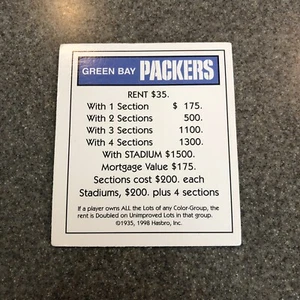 GREEN BAY PACKERS
RENT $35.
With 1 Section $ 175.
With 2 Sections 500.
With 3 Sections 1100.
With 4 Sections 1300.
With STADIUM $1500.
Mortgage Value $175.
Sections cost $200. each
Stadiums, $200. plus 4 sections
If a player owns ALL the Lots of any Color-Group, the
rent is Doubled on Unimproved Lots in that group.
©1935, 1998 Hasbro, Inc.